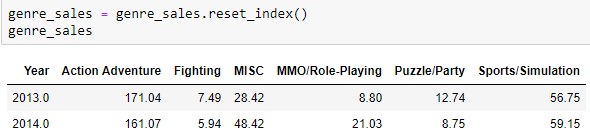 genre_sales = genre_sales.reset_index()
genre_sales
Year Action Adventure Fighting MISC MMO/Role-Playing Puzzle/Party Sports/Simulation
2013.0 171.04 7.49 28.42 8.80 12.74 56.75
2014.0 161.07 5.94 48.42 21.03 8.75 59.15